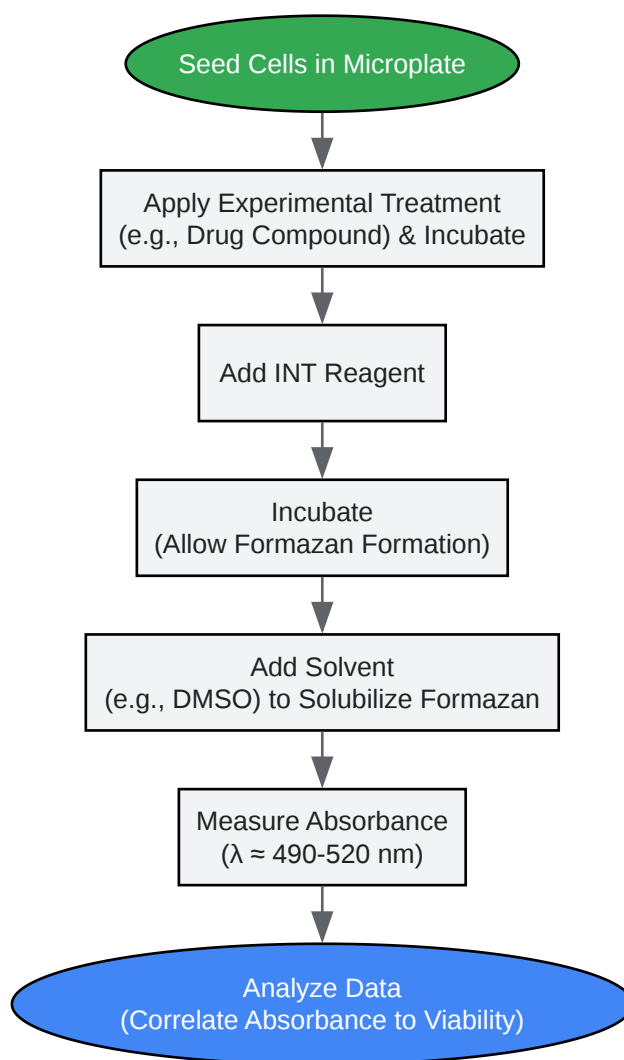 Seed Cells in Microplate
Apply Experimental Treatment
(e.g., Drug Compound) & Incubate
Add INT Reagent
Incubate
(Allow Formazan Formation)
Add Solvent
(e.g., DMSO) to Solubilize Formazan
Measure Absorbance
(λ ≈ 490-520 nm)
Analyze Data
(Correlate Absorbance to Viability)